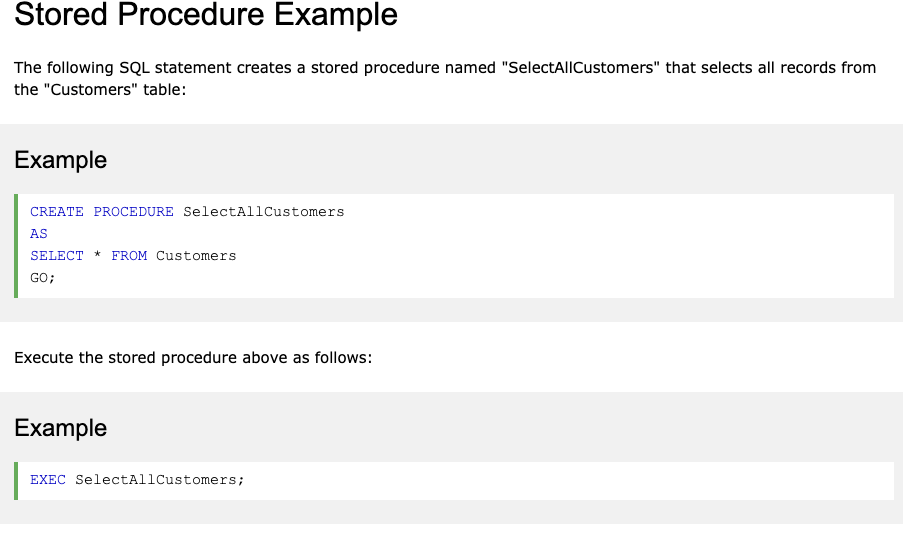 Stored Procedure Example
The following SQL statement creates a stored procedure named "SelectAllCustomers" that selects all records from
the "Customers" table:
Example
CREATE PROCEDURE SelectAllCustomers
AS
SELECT * FROM Customers
GO;
Execute the stored procedure above as follows:
Example
EXEC SelectAllCustomers;